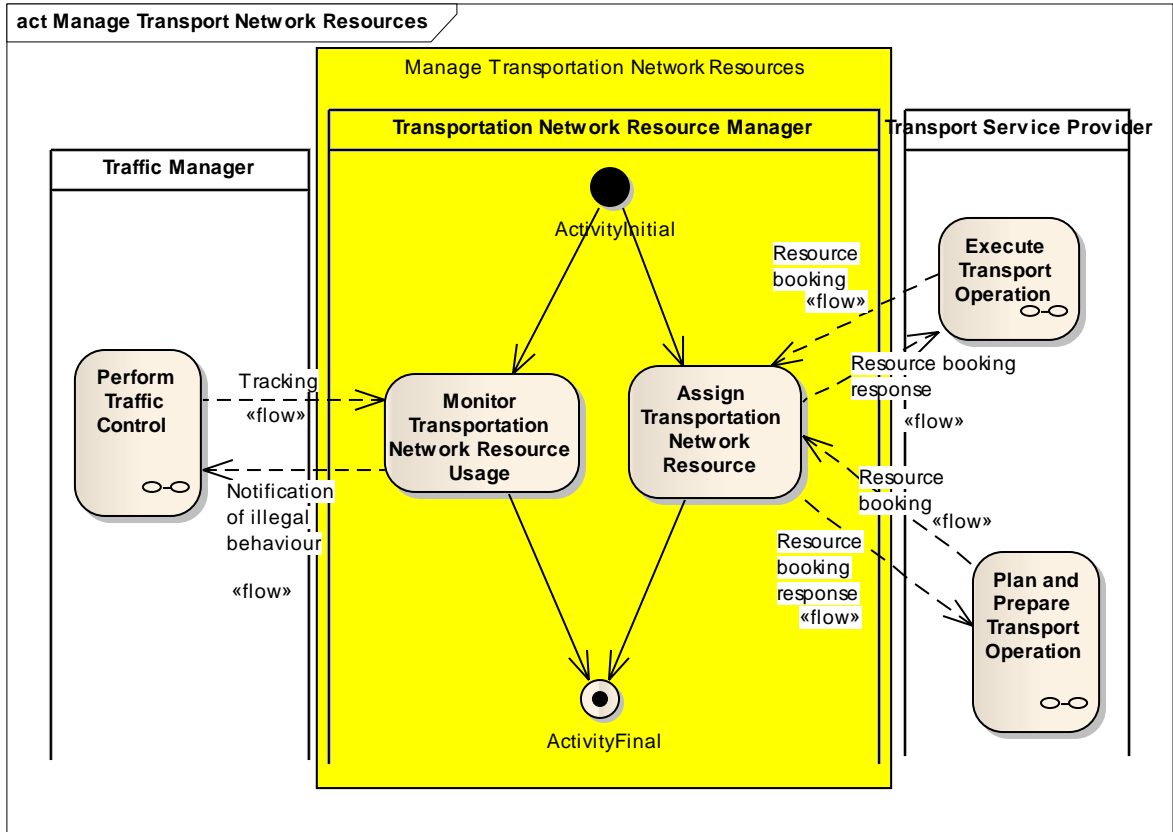 act Manage Transport Network Resources
Manage Transportation Network Resources
Transportation Network Resource Manager
Transport Service Provider
Traffic Manager
ActivityInitial
Execute
Transport
Operation
Resource
booking
«flow»
Resource booking
response
«flow»
Perform
Traffic
Control
Tracking
«flow»
Monitor
Transportation
Network Resource
Usage
Assign
Transportation
Network
Resource
Notification
of illegal
behaviour
«flow»
Resource
booking
«flow»
Resource
booking
response
«flow»
Plan and
Prepare
Transport
Operation
ActivityFinal